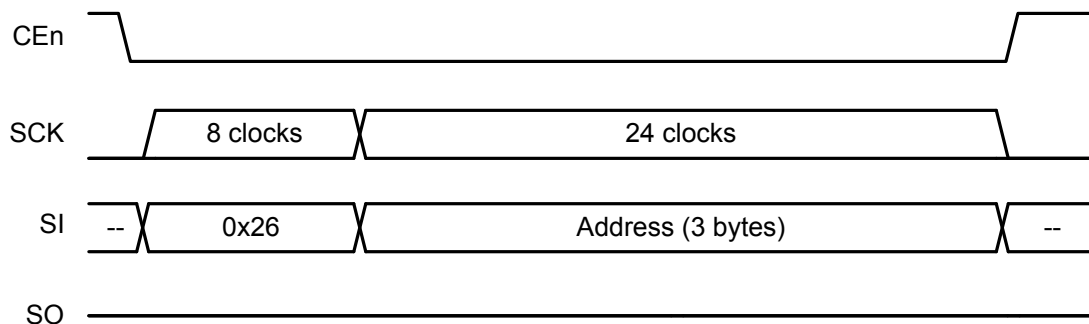 CEn
SCK 8 clocks 24 clocks
SI -- 0x26 Address (3 bytes) --
SO